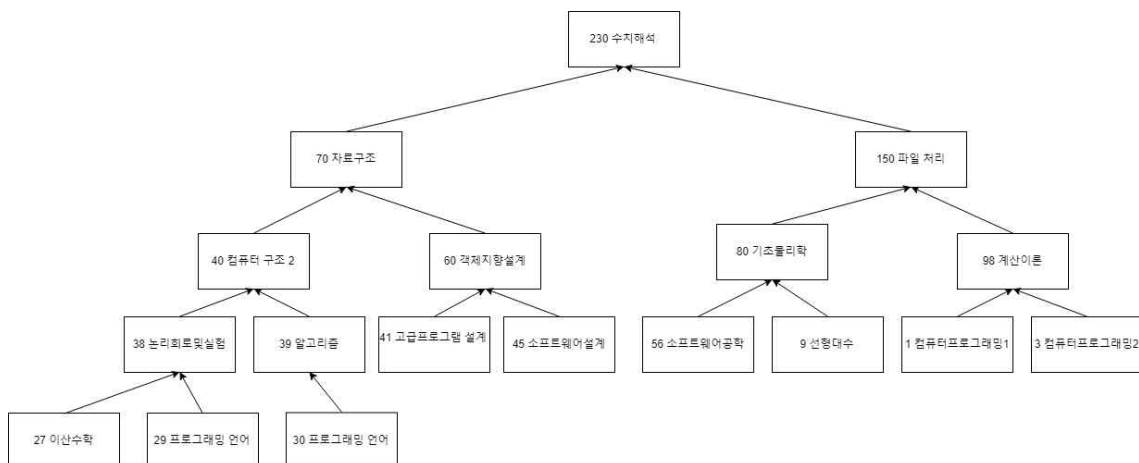 230 수치해석
70 자료구조
150 파일 처리
40 컴퓨터 구조 2
60 객체지향설계
80 기초물리학
98 계산이론
38 논리회로및실험
39 알고리즘
41 고급프로그램 설계
45 소프트웨어설계
56 소프트웨어공학
9 선형대수
1 컴퓨터프로그래밍1
3 컴퓨터프로그래밍2
27 이산수학
29 프로그래밍 언어
30 프로그래밍 언어